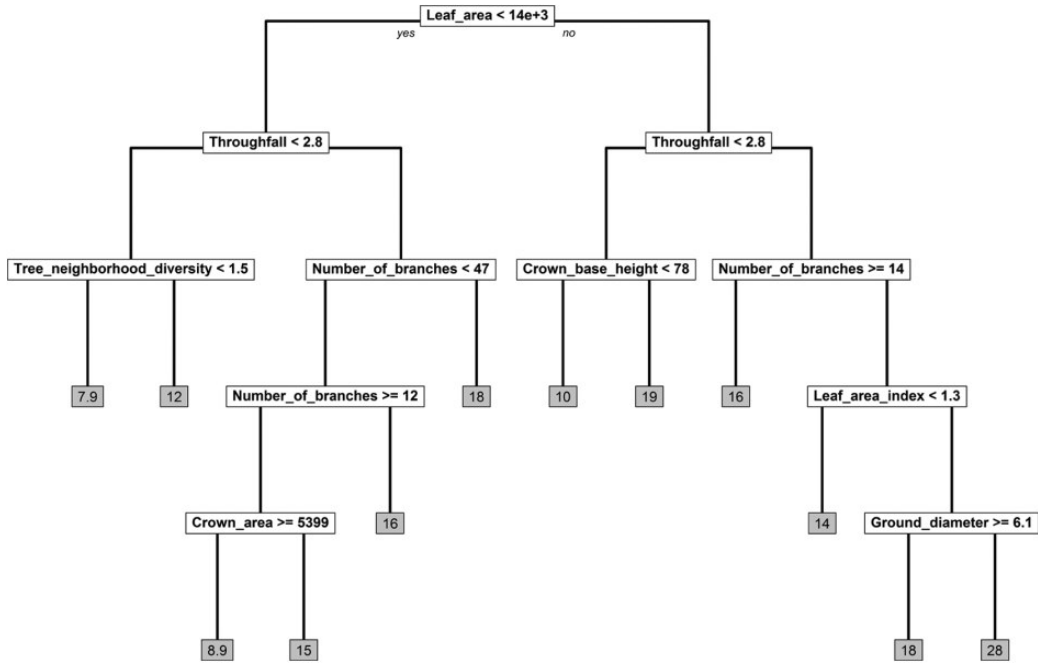 Leaf_area < 14e+3
yes no
Throughfall < 2.8 Throughfall < 2.8
Tree_neighborhood_diversity < 1.5 Number_of_branches < 47 Crown_base_height < 78 Number_of_branches >= 14
7.9 12 Number_of_branches >= 12 18 10 19 16 Leaf_area_index < 1.3
Crown_area >= 5399 16 14 Ground_diameter >= 6.1
8.9 15 18 28